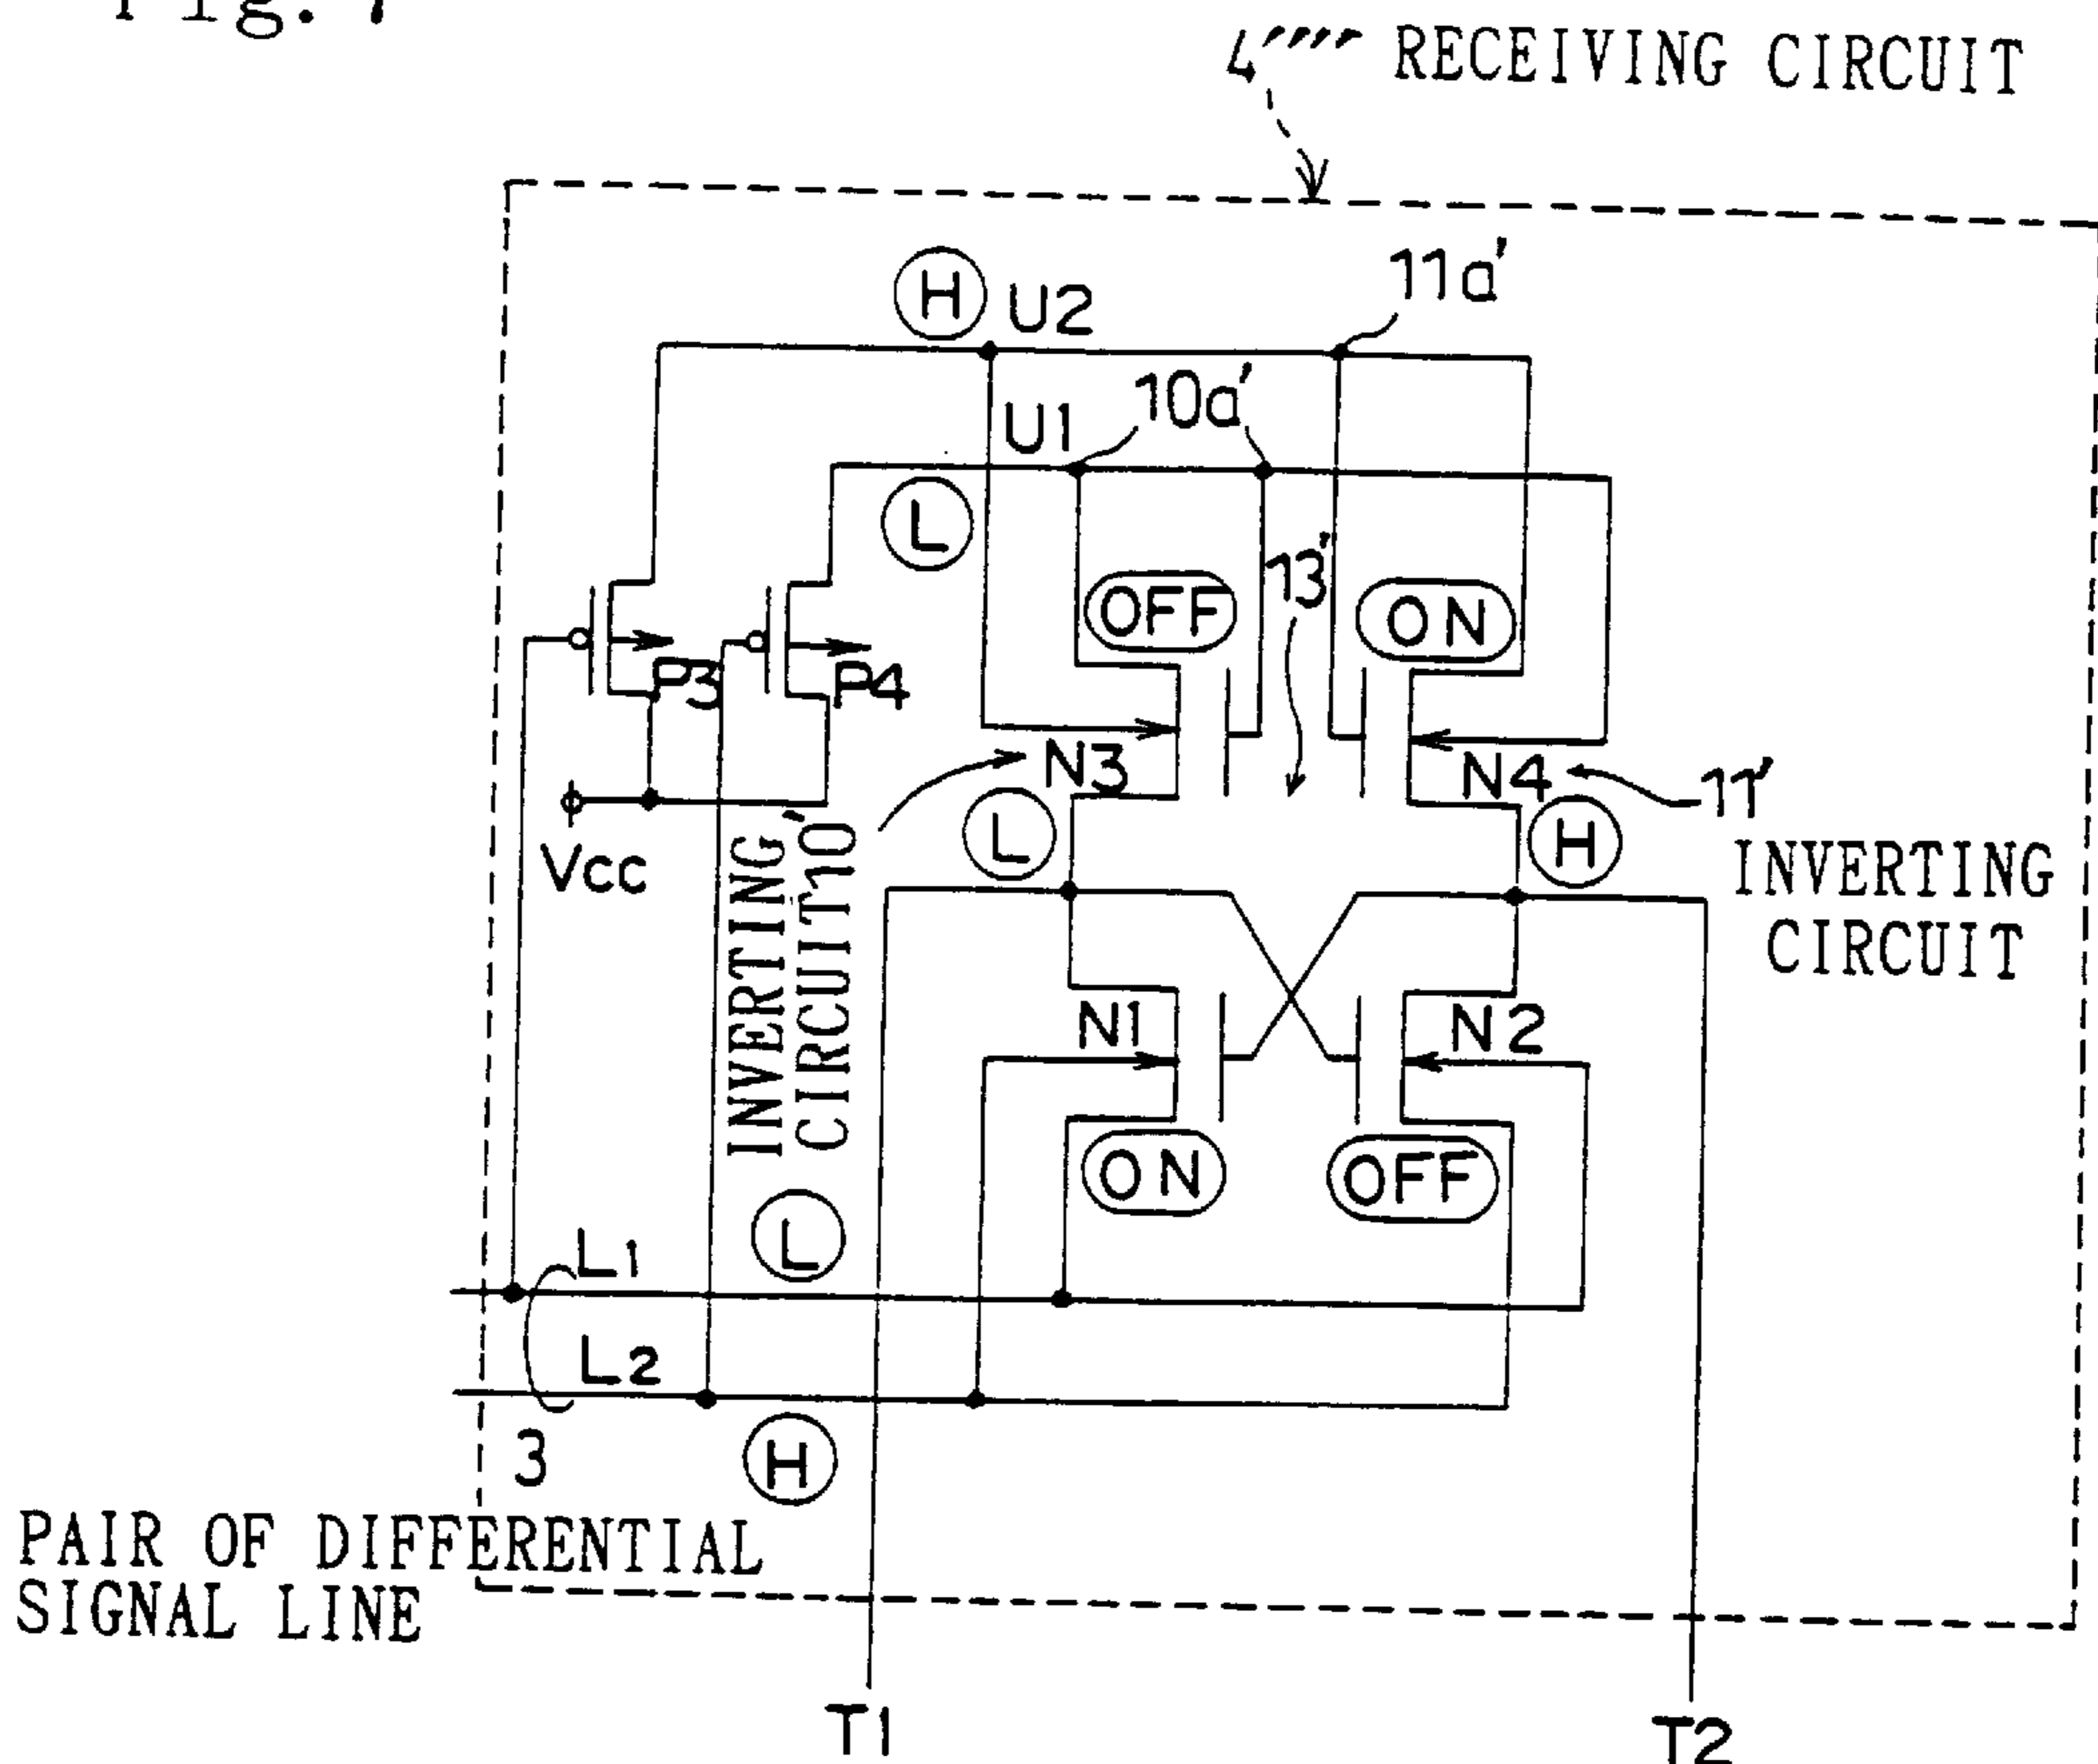 Fig. 7
4'''' RECEIVING CIRCUIT
H U2
11a'
U1
10a'
L
OFF
13'
ON
P3
P4
N3
N4
11'
INVERTING
CIRCUIT
Vcc
INVERTING
CIRCUIT 10'
L
H
N1
N2
ON
OFF
L1
L
L2
H
3
PAIR OF DIFFERENTIAL
SIGNAL LINE
T1
T2